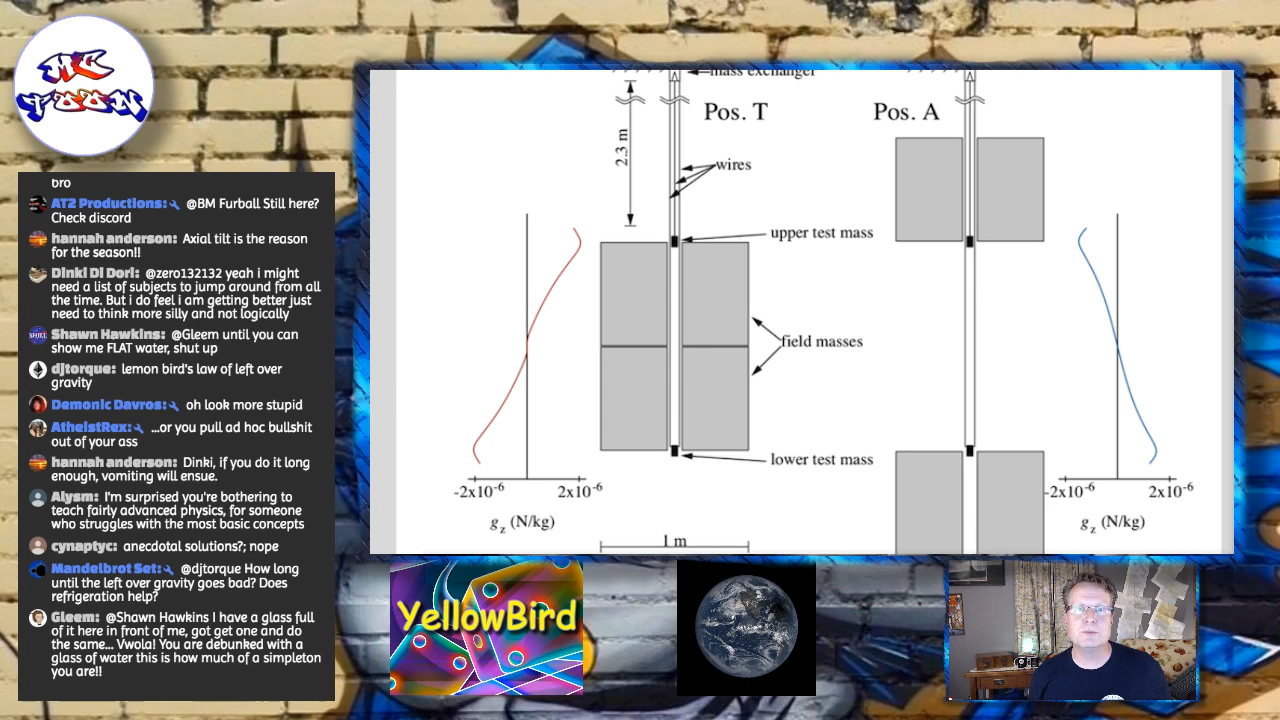 MC
TOON
bro
AT2 Productions: @BM Furball Still here?
Check discord
hannah anderson: Axial tilt is the reason
for the season!!
Dinki Di Dori: @zero132132 yeah i might
need a list of subjects to jump around from all
the time. But i do feel i am getting better just
need to think more silly and not logically
Shawn Hawkins: @Gleem until you can
show me FLAT water, shut up
djtorque: lemon bird's law of left over
gravity
Demonic Davros: oh look more stupid
AtheistRex: ...or you pull ad hoc bullshit
out of your ass
hannah anderson: Dinki, if you do it long
enough, vomiting will ensue.
Alysm: I'm surprised you're bothering to
teach fairly advanced physics, for someone
who struggles with the most basic concepts
cynaptyc: anecdotal solutions?; nope
Mandelbrot Set: @djtorque How long
until the left over gravity goes bad? Does
refrigeration help?
Gleem: @Shawn Hawkins I have a glass full
of it here in front of me, got get one and do
the same... Vwola! You are debunked with a
glass of water this is how much of a simpleton
you are!!
mass exchanger
Pos. T
Pos. A
2.3 m
wires
upper test mass
field masses
lower test mass
-2x10⁻⁶ 2x10⁻⁶
g_z (N/kg)
-2x10⁻⁶ 2x10⁻⁶
g_z (N/kg)
1 m
YellowBird